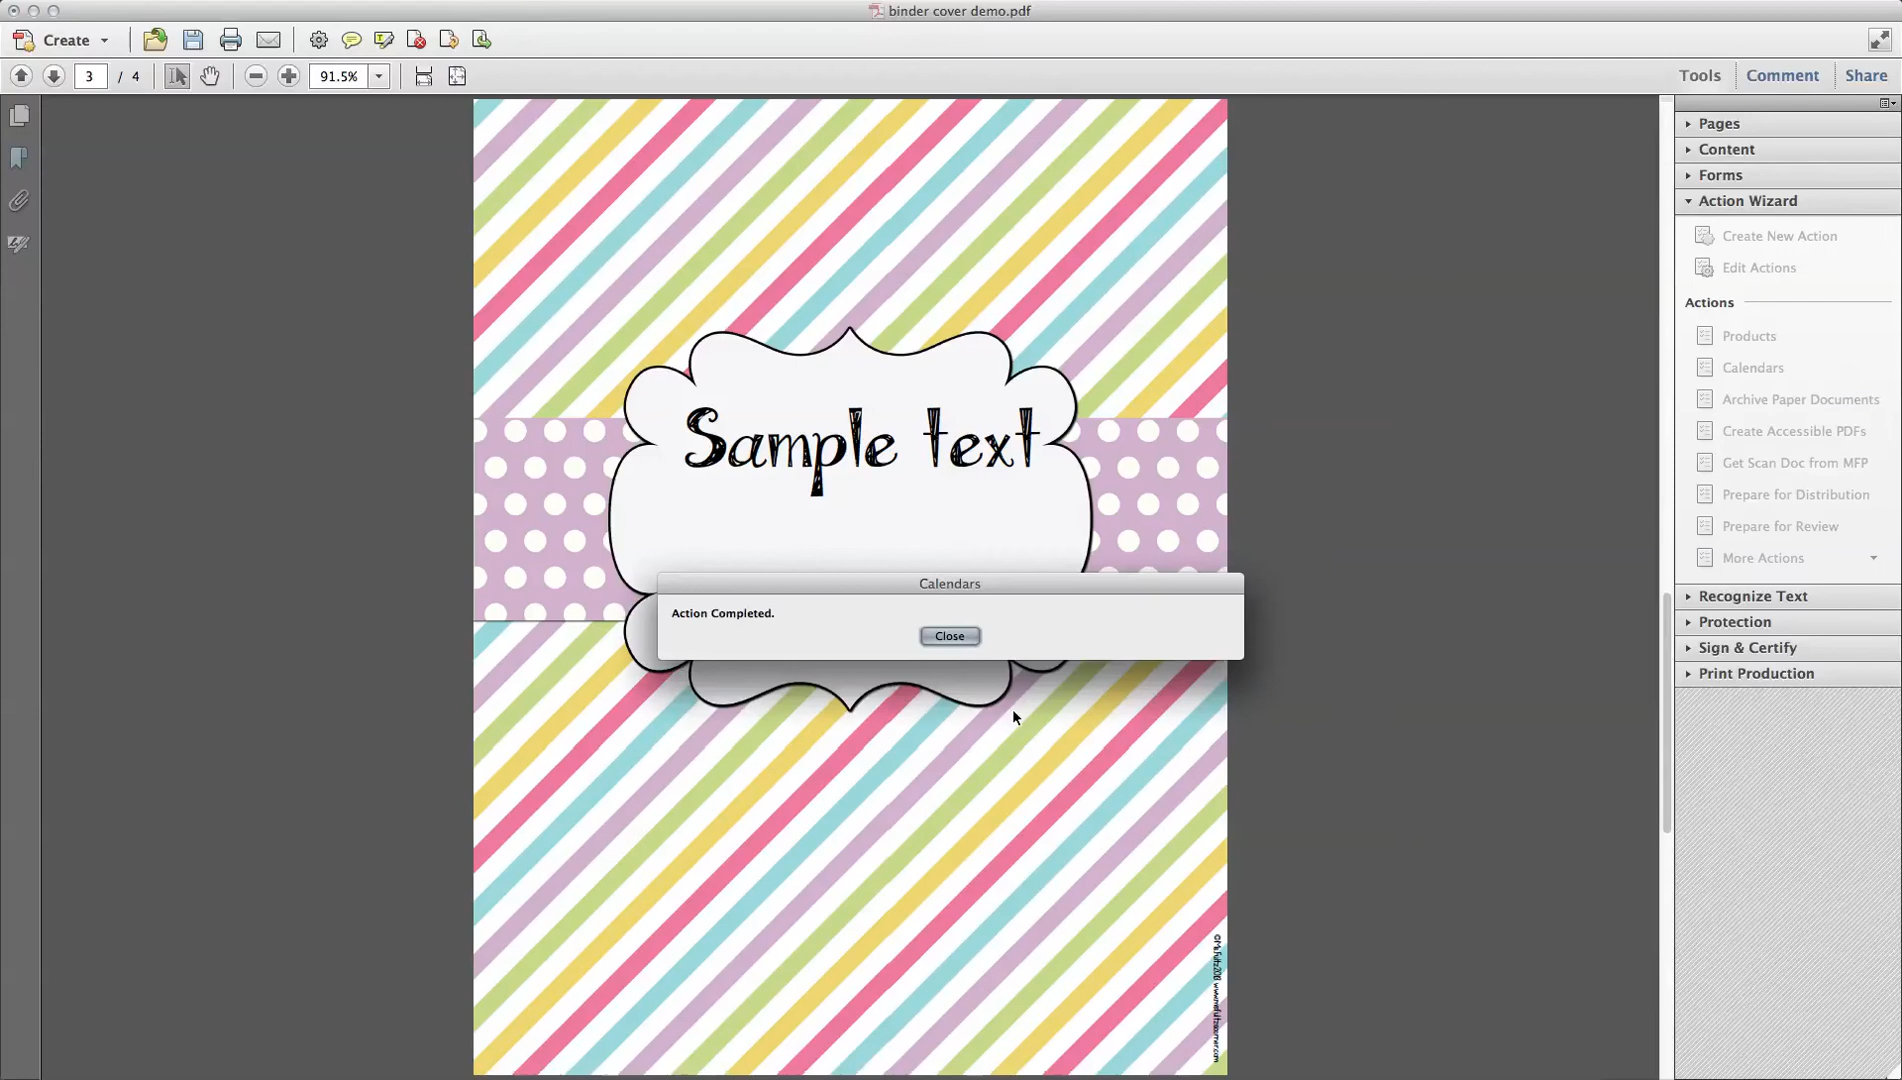 binder cover demo.pdf
Create
3 / 4
91.5%
Tools Comment Share
Pages
Content
Forms
Action Wizard
Create New Action
Edit Actions
Actions
Products
Calendars
Archive Paper Documents
Create Accessible PDFs
Get Scan Doc from MFP
Prepare for Distribution
Prepare for Review
More Actions
Recognize Text
Protection
Sign & Certify
Print Production
Sample text
Calendars
Action Completed.
Close